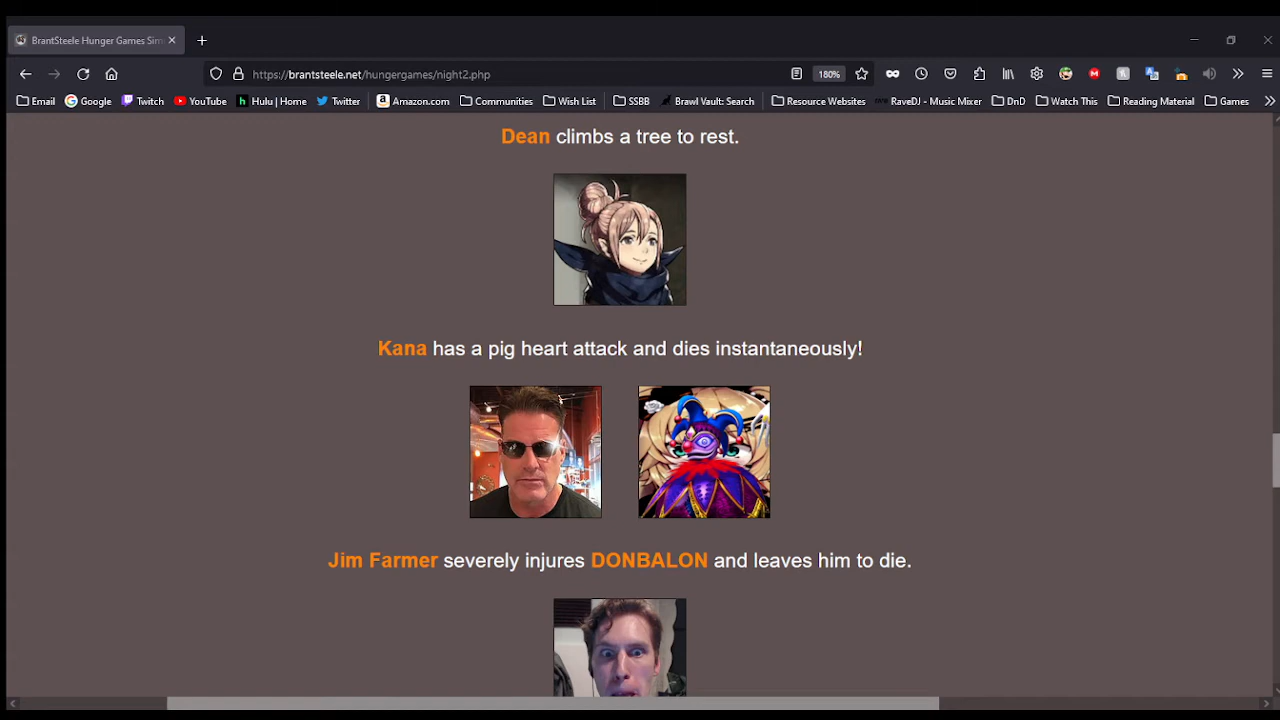 BrantSteele Hunger Games Sim
https://brantsteele.net/hungergames/night2.php
180%
Email
Google
Twitch
YouTube
Hulu | Home
Twitter
Amazon.com
Communities
Wish List
SSBB
Brawl Vault: Search
Resource Websites
RaveDJ - Music Mixer
DnD
Watch This
Reading Material
Games
Dean climbs a tree to rest.
Kana has a pig heart attack and dies instantaneously!
Jim Farmer severely injures DONBALON and leaves him to die.